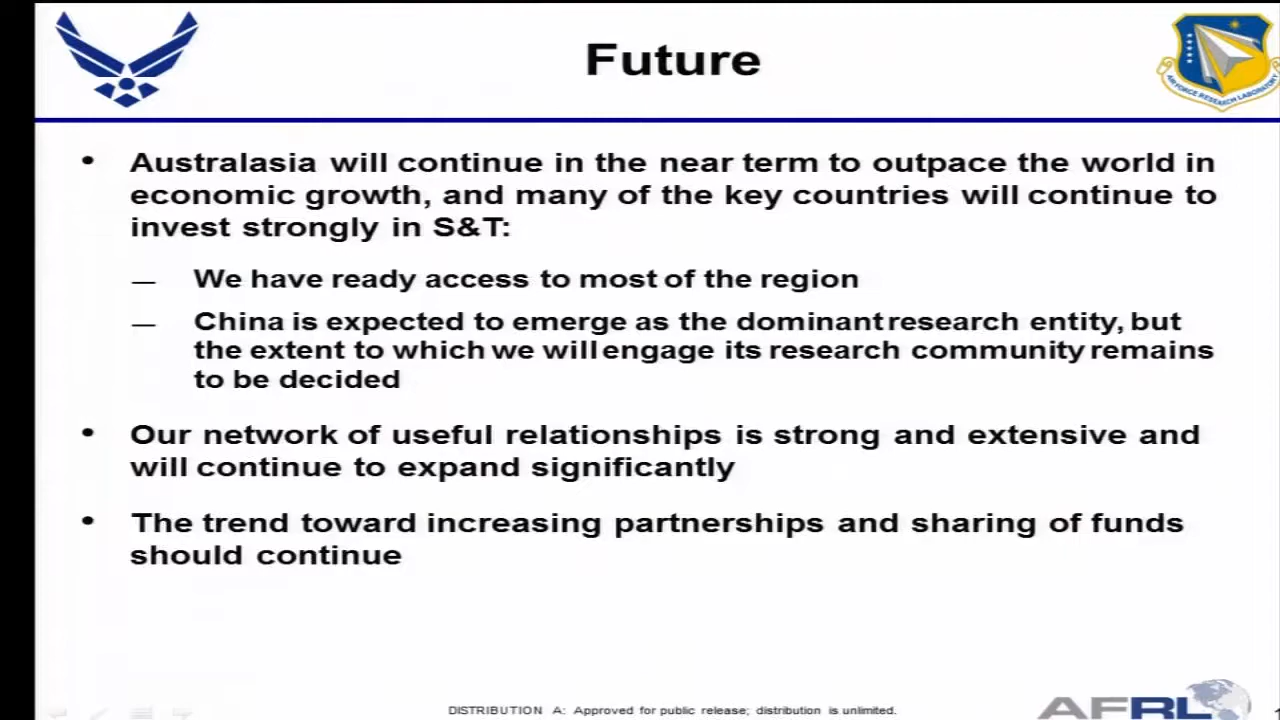 Future
AIR FORCE RESEARCH LABORATORY
• Australasia will continue in the near term to outpace the world in
economic growth, and many of the key countries will continue to
invest strongly in S&T:
— We have ready access to most of the region
— China is expected to emerge as the dominant research entity, but
the extent to which we will engage its research community remains
to be decided
• Our network of useful relationships is strong and extensive and
will continue to expand significantly
• The trend toward increasing partnerships and sharing of funds
should continue
DISTRIBUTION A: Approved for public release; distribution is unlimited.
AFRL